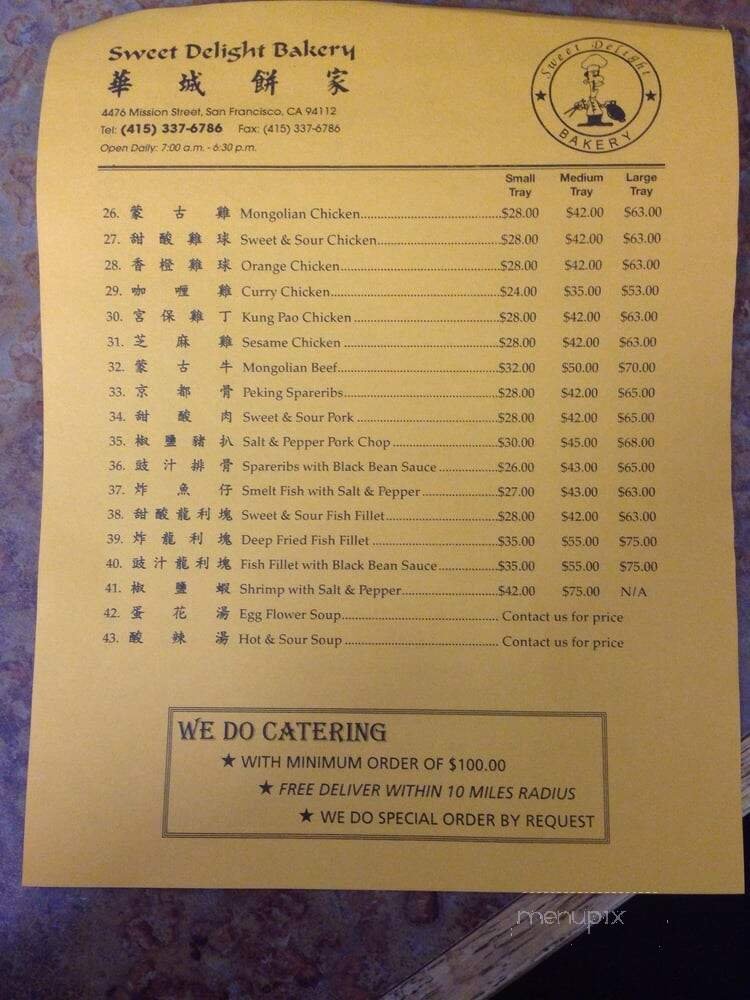 Sweet Delight Bakery
華城餅家
4476 Mission Street, San Francisco, CA 94112
Tel: (415) 337-6786 Fax: (415) 337-6786
Open Daily: 7:00 a.m. - 6:30 p.m.
Sweet Delight
BAKERY
Small Tray Medium Tray Large Tray
26. 蒙古雞 Mongolian Chicken $28.00 $42.00 $63.00
27. 甜酸雞球 Sweet & Sour Chicken $28.00 $42.00 $63.00
28. 香橙雞球 Orange Chicken $28.00 $42.00 $63.00
29. 咖喱雞 Curry Chicken $24.00 $35.00 $53.00
30. 宮保雞丁 Kung Pao Chicken $28.00 $42.00 $63.00
31. 芝麻雞 Sesame Chicken $28.00 $42.00 $63.00
32. 蒙古牛 Mongolian Beef $32.00 $50.00 $70.00
33. 京都骨 Peking Spareribs $28.00 $42.00 $65.00
34. 甜酸肉 Sweet & Sour Pork $28.00 $42.00 $65.00
35. 椒鹽豬扒 Salt & Pepper Pork Chop $30.00 $45.00 $68.00
36. 豉汁排骨 Spareribs with Black Bean Sauce $26.00 $43.00 $65.00
37. 炸魚仔 Smelt Fish with Salt & Pepper $27.00 $43.00 $63.00
38. 甜酸龍利塊 Sweet & Sour Fish Fillet $28.00 $42.00 $63.00
39. 炸龍利塊 Deep Fried Fish Fillet $35.00 $55.00 $75.00
40. 豉汁龍利塊 Fish Fillet with Black Bean Sauce $35.00 $55.00 $75.00
41. 椒鹽蝦 Shrimp with Salt & Pepper $42.00 $75.00 N/A
42. 蛋花湯 Egg Flower Soup Contact us for price
43. 酸辣湯 Hot & Sour Soup Contact us for price
WE DO CATERING
★ WITH MINIMUM ORDER OF $100.00
★ FREE DELIVER WITHIN 10 MILES RADIUS
★ WE DO SPECIAL ORDER BY REQUEST
menupix